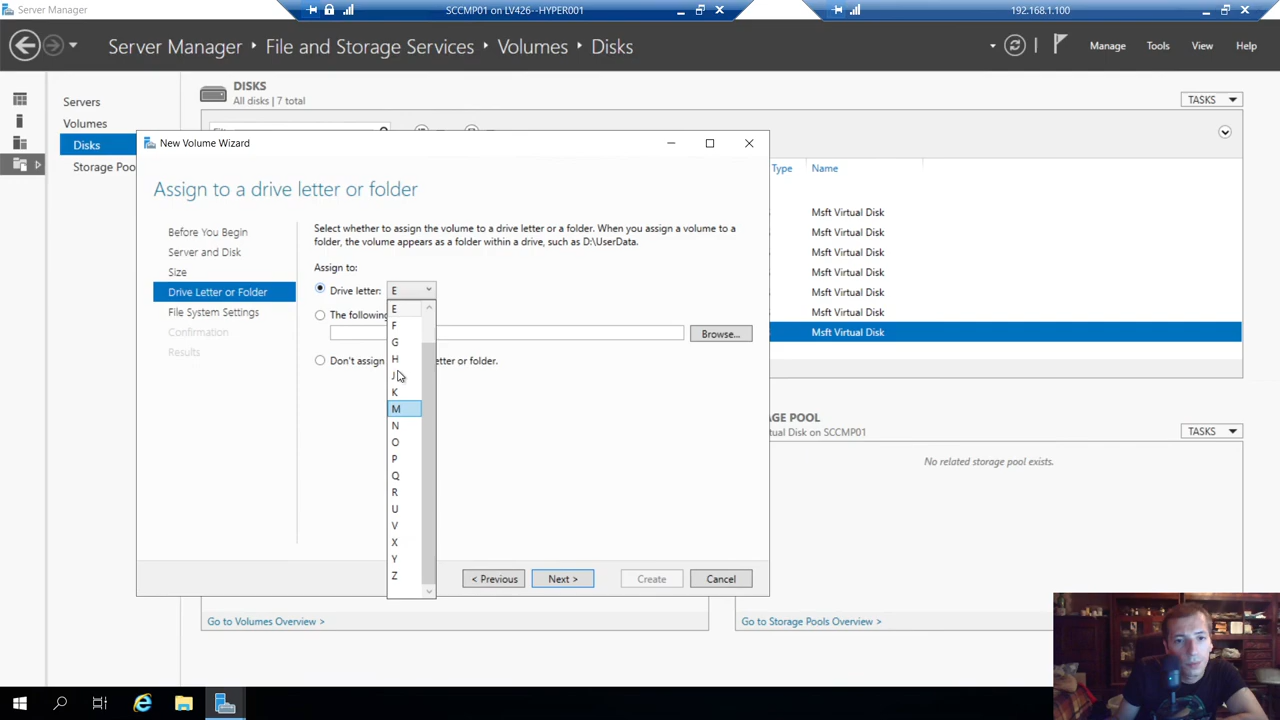 Server Manager
SCCMP01 on LV426--HYPER001
192.168.1.100
Server Manager ‣ File and Storage Services ‣ Volumes ‣ Disks
Manage Tools View Help
Servers
Volumes
Disks
Storage Poo
DISKS
All disks | 7 total
TASKS
Type Name
Msft Virtual Disk
Msft Virtual Disk
Msft Virtual Disk
Msft Virtual Disk
Msft Virtual Disk
Msft Virtual Disk
Msft Virtual Disk
New Volume Wizard
Assign to a drive letter or folder
Before You Begin
Server and Disk
Size
Drive Letter or Folder
File System Settings
Confirmation
Results
Select whether to assign the volume to a drive letter or a folder. When you assign a volume to a
folder, the volume appears as a folder within a drive, such as D:\UserData.
Assign to:
Drive letter: E
The following
Browse...
Don't assign etter or folder.
E
F
G
H
J
K
M
N
O
P
Q
R
U
V
X
Y
Z
< Previous Next > Create Cancel
AGE POOL
tual Disk on SCCMP01
TASKS
No related storage pool exists.
Go to Volumes Overview >
Go to Storage Pools Overview >